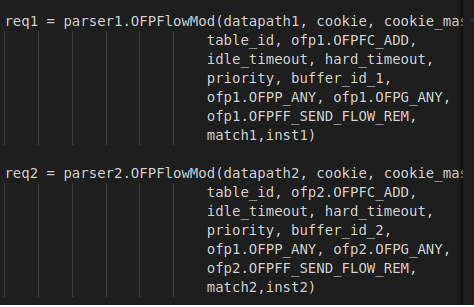 req1 = parser1.OFPFlowMod(datapath1, cookie, cookie_mas
table_id, ofp1.OFPFC_ADD,
idle_timeout, hard_timeout,
priority, buffer_id_1,
ofp1.OFPP_ANY, ofp1.OFPG_ANY,
ofp1.OFPFF_SEND_FLOW_REM,
match1,inst1)
req2 = parser2.OFPFlowMod(datapath2, cookie, cookie_mas
table_id, ofp2.OFPFC_ADD,
idle_timeout, hard_timeout,
priority, buffer_id_2,
ofp1.OFPP_ANY, ofp2.OFPG_ANY,
ofp2.OFPFF_SEND_FLOW_REM,
match2,inst2)